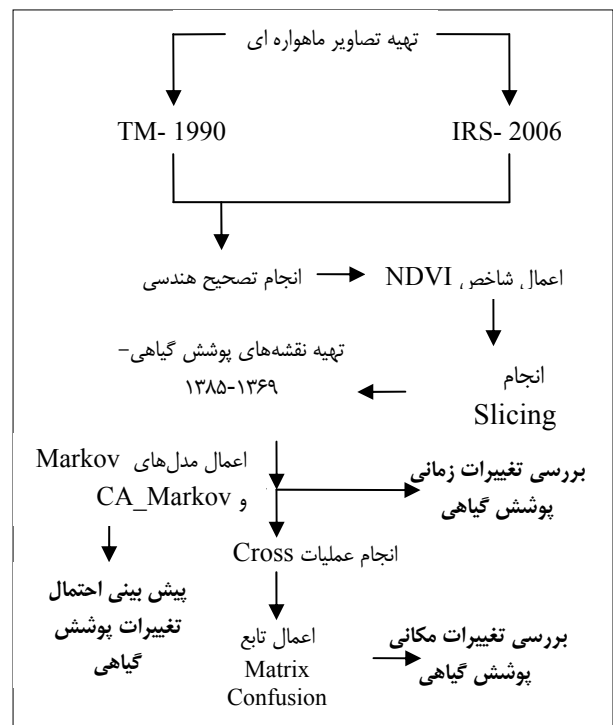 تهیه تصاویر ماهواره ای
TM- 1990
IRS- 2006
انجام تصحیح هندسی
اعمال شاخص NDVI
انجام
Slicing
تهیه نقشه‌های پوشش گیاهی-
۱۳۸۵-۱۳۶۹
اعمال مدل‌های Markov
و CA_Markov
بررسی تغییرات زمانی
پوشش گیاهی
انجام عملیات Cross
پیش بینی احتمال
تغییرات پوشش
گیاهی
اعمال تابع
Matrix
Confusion
بررسی تغییرات مکانی
پوشش گیاهی